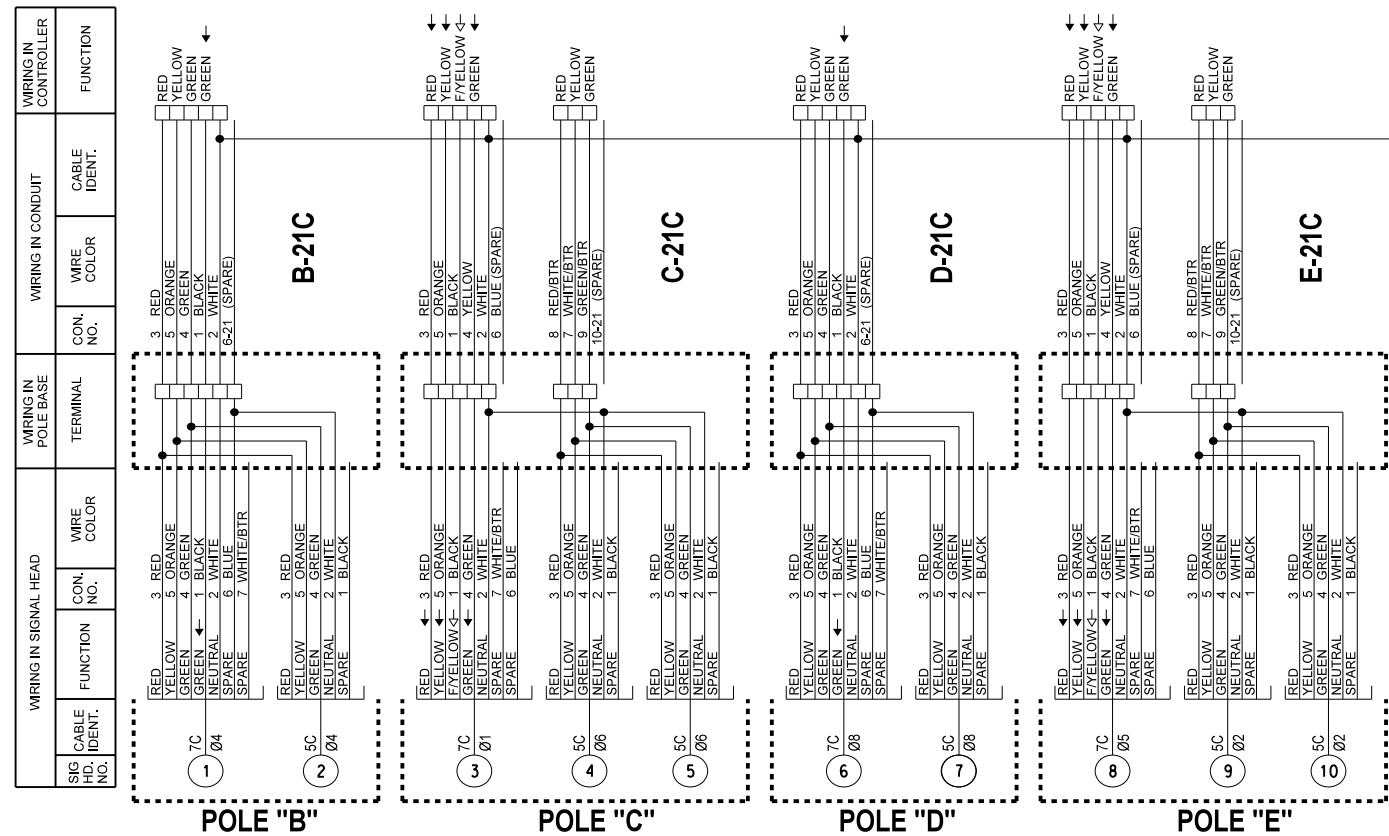 WIRING IN
CONTROLLER
FUNCTION
WIRING IN CONDUIT
CABLE
IDENT.
WIRE
COLOR
CON.
NO.
WIRING IN
POLE BASE
TERMINAL
WIRING IN SIGNAL HEAD
WIRE
COLOR
CON.
NO.
FUNCTION
CABLE
IDENT.
SIG
HD.
NO.
RED
YELLOW
GREEN
GREEN
B-21C
3 RED
5 ORANGE
4 GREEN
1 BLACK
2 WHITE
6-21 (SPARE)
3 RED
5 ORANGE
4 GREEN
1 BLACK
2 WHITE
6 BLUE
7 WHITE/BTR
RED
YELLOW
GREEN
GREEN
NEUTRAL
SPARE
SPARE
7C
Ø4
1
3 RED
5 ORANGE
4 GREEN
2 WHITE
1 BLACK
RED
YELLOW
GREEN
NEUTRAL
SPARE
5C
Ø4
2
POLE "B"
RED
YELLOW
F/YELLOW
GREEN
3 RED
5 ORANGE
1 BLACK
4 YELLOW
2 WHITE
6 BLUE (SPARE)
RED
YELLOW
GREEN
8 RED/BTR
7 WHITE/BTR
9 GREEN/BTR
10-21 (SPARE)
C-21C
3 RED
5 ORANGE
1 BLACK
4 GREEN
2 WHITE
7 WHITE/BTR
6 BLUE
RED
YELLOW
F/YELLOW
GREEN
NEUTRAL
SPARE
SPARE
7C
Ø1
3
3 RED
5 ORANGE
4 GREEN
2 WHITE
1 BLACK
RED
YELLOW
GREEN
NEUTRAL
SPARE
5C
Ø6
4
3 RED
5 ORANGE
4 GREEN
2 WHITE
1 BLACK
RED
YELLOW
GREEN
NEUTRAL
SPARE
5C
Ø6
5
POLE "C"
RED
YELLOW
GREEN
GREEN
D-21C
3 RED
5 ORANGE
4 GREEN
1 BLACK
2 WHITE
6-21 (SPARE)
3 RED
5 ORANGE
4 GREEN
1 BLACK
2 WHITE
6 BLUE
7 WHITE/BTR
RED
YELLOW
GREEN
GREEN
NEUTRAL
SPARE
SPARE
7C
Ø8
6
3 RED
5 ORANGE
4 GREEN
2 WHITE
1 BLACK
RED
YELLOW
GREEN
NEUTRAL
SPARE
5C
Ø8
7
POLE "D"
RED
YELLOW
F/YELLOW
GREEN
3 RED
5 ORANGE
1 BLACK
4 YELLOW
2 WHITE
6 BLUE (SPARE)
RED
YELLOW
GREEN
8 RED/BTR
7 WHITE/BTR
9 GREEN/BTR
10-21 (SPARE)
E-21C
3 RED
5 ORANGE
1 BLACK
4 GREEN
2 WHITE
7 WHITE/BTR
6 BLUE
RED
YELLOW
F/YELLOW
GREEN
NEUTRAL
SPARE
SPARE
7C
Ø5
8
3 RED
5 ORANGE
4 GREEN
2 WHITE
1 BLACK
RED
YELLOW
GREEN
NEUTRAL
SPARE
5C
Ø2
9
3 RED
5 ORANGE
4 GREEN
2 WHITE
1 BLACK
RED
YELLOW
GREEN
NEUTRAL
SPARE
5C
Ø2
10
POLE "E"